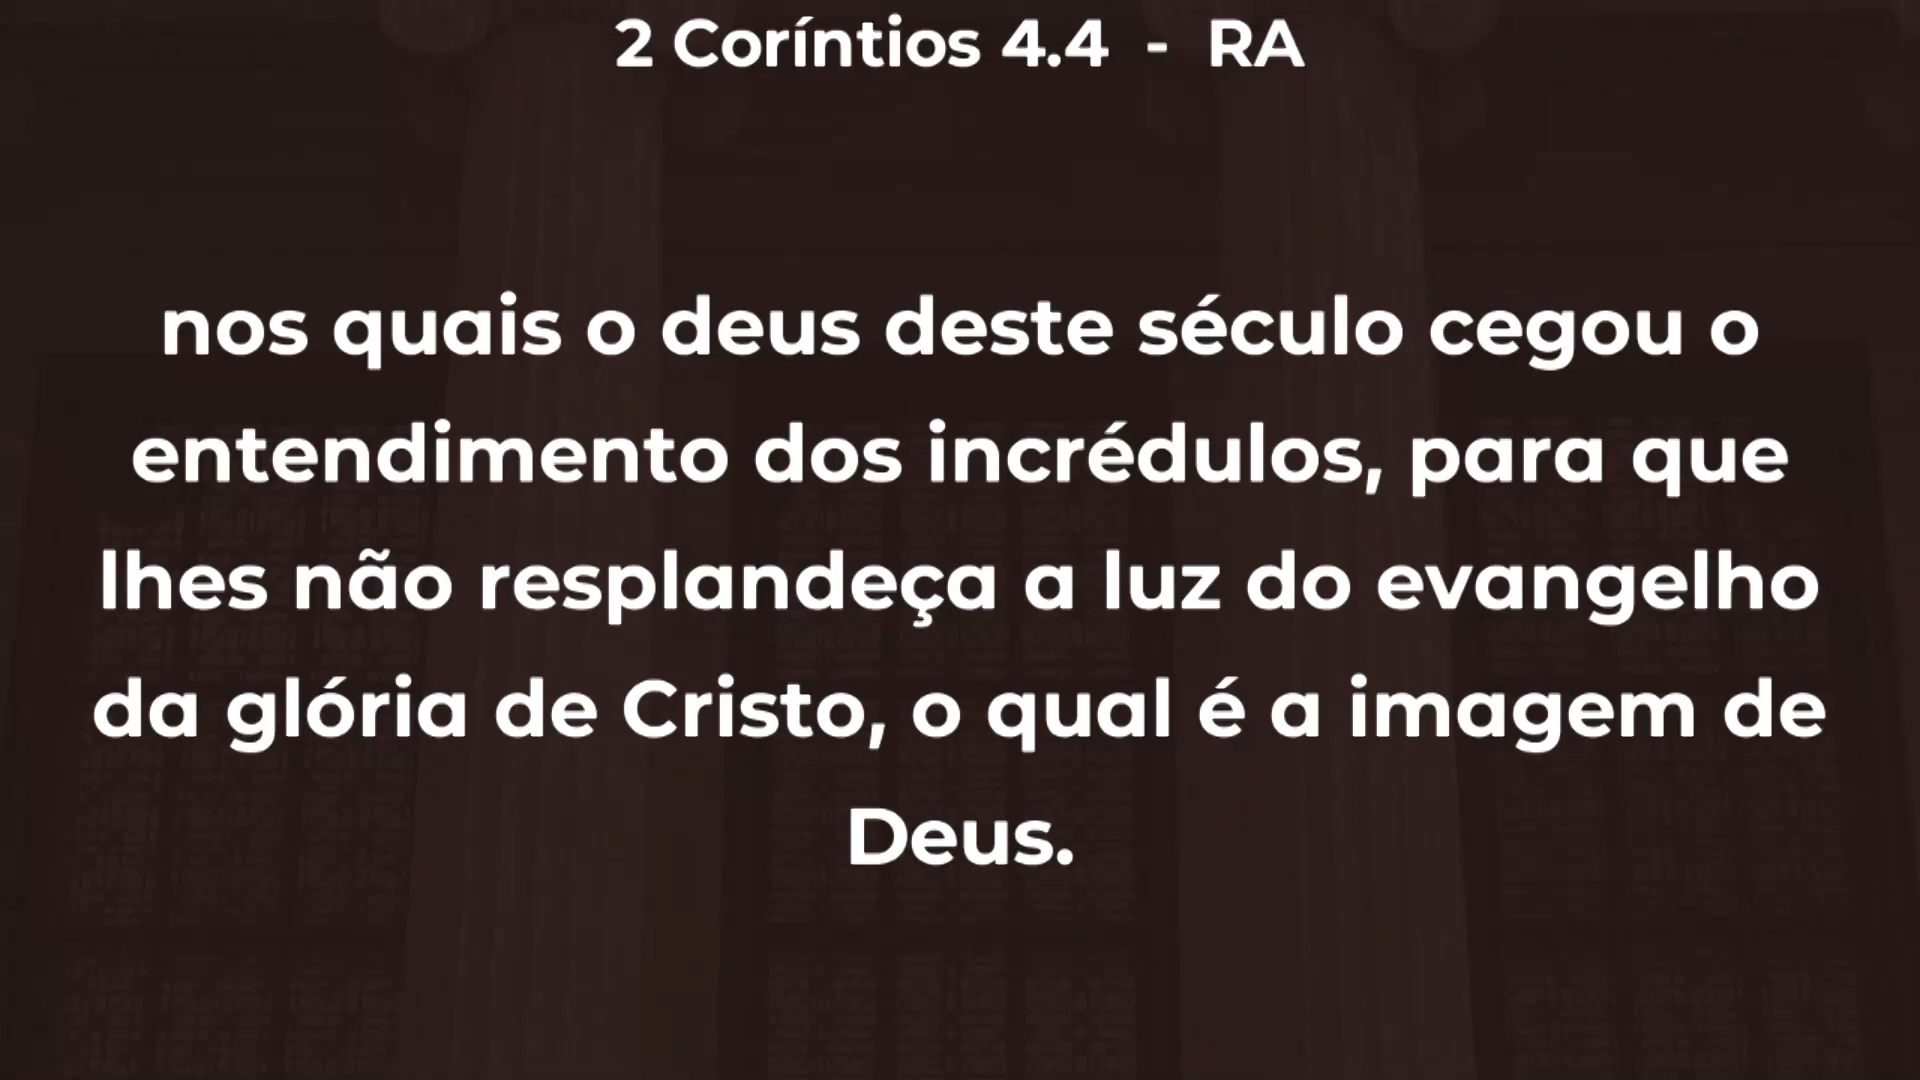 2 Coríntios 4.4 - RA
nos quais o deus deste século cegou o
entendimento dos incrédulos, para que
lhes não resplandeça a luz do evangelho
da glória de Cristo, o qual é a imagem de
Deus.